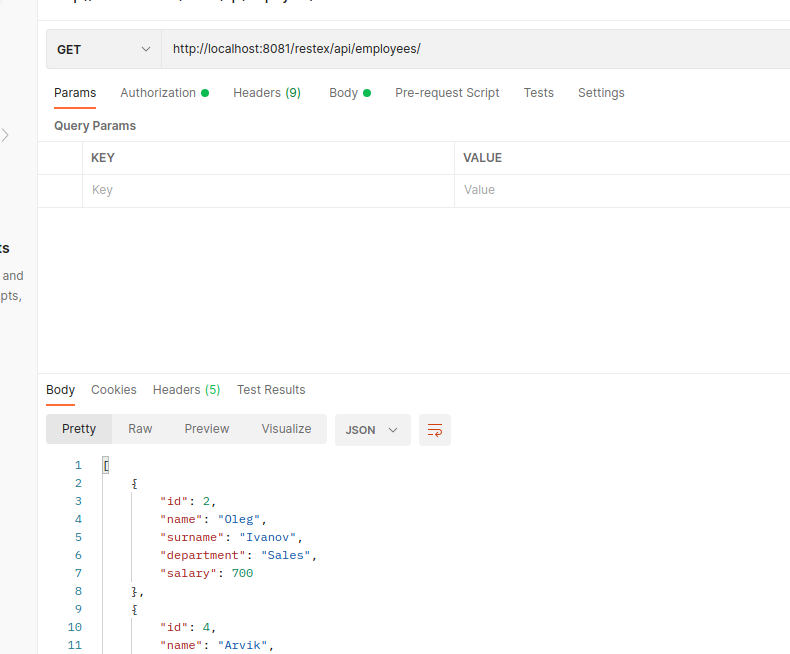 GET http://localhost:8081/restex/api/employees/
Params Authorization Headers (9) Body Pre-request Script Tests Settings
Query Params
KEY VALUE
Key Value
ts
and
pts,
Body Cookies Headers (5) Test Results
Pretty Raw Preview Visualize JSON
1 [
2 {
3 "id": 2,
4 "name": "Oleg",
5 "surname": "Ivanov",
6 "department": "Sales",
7 "salary": 700
8 },
9 {
10 "id": 4,
11 "name": "Arvik",